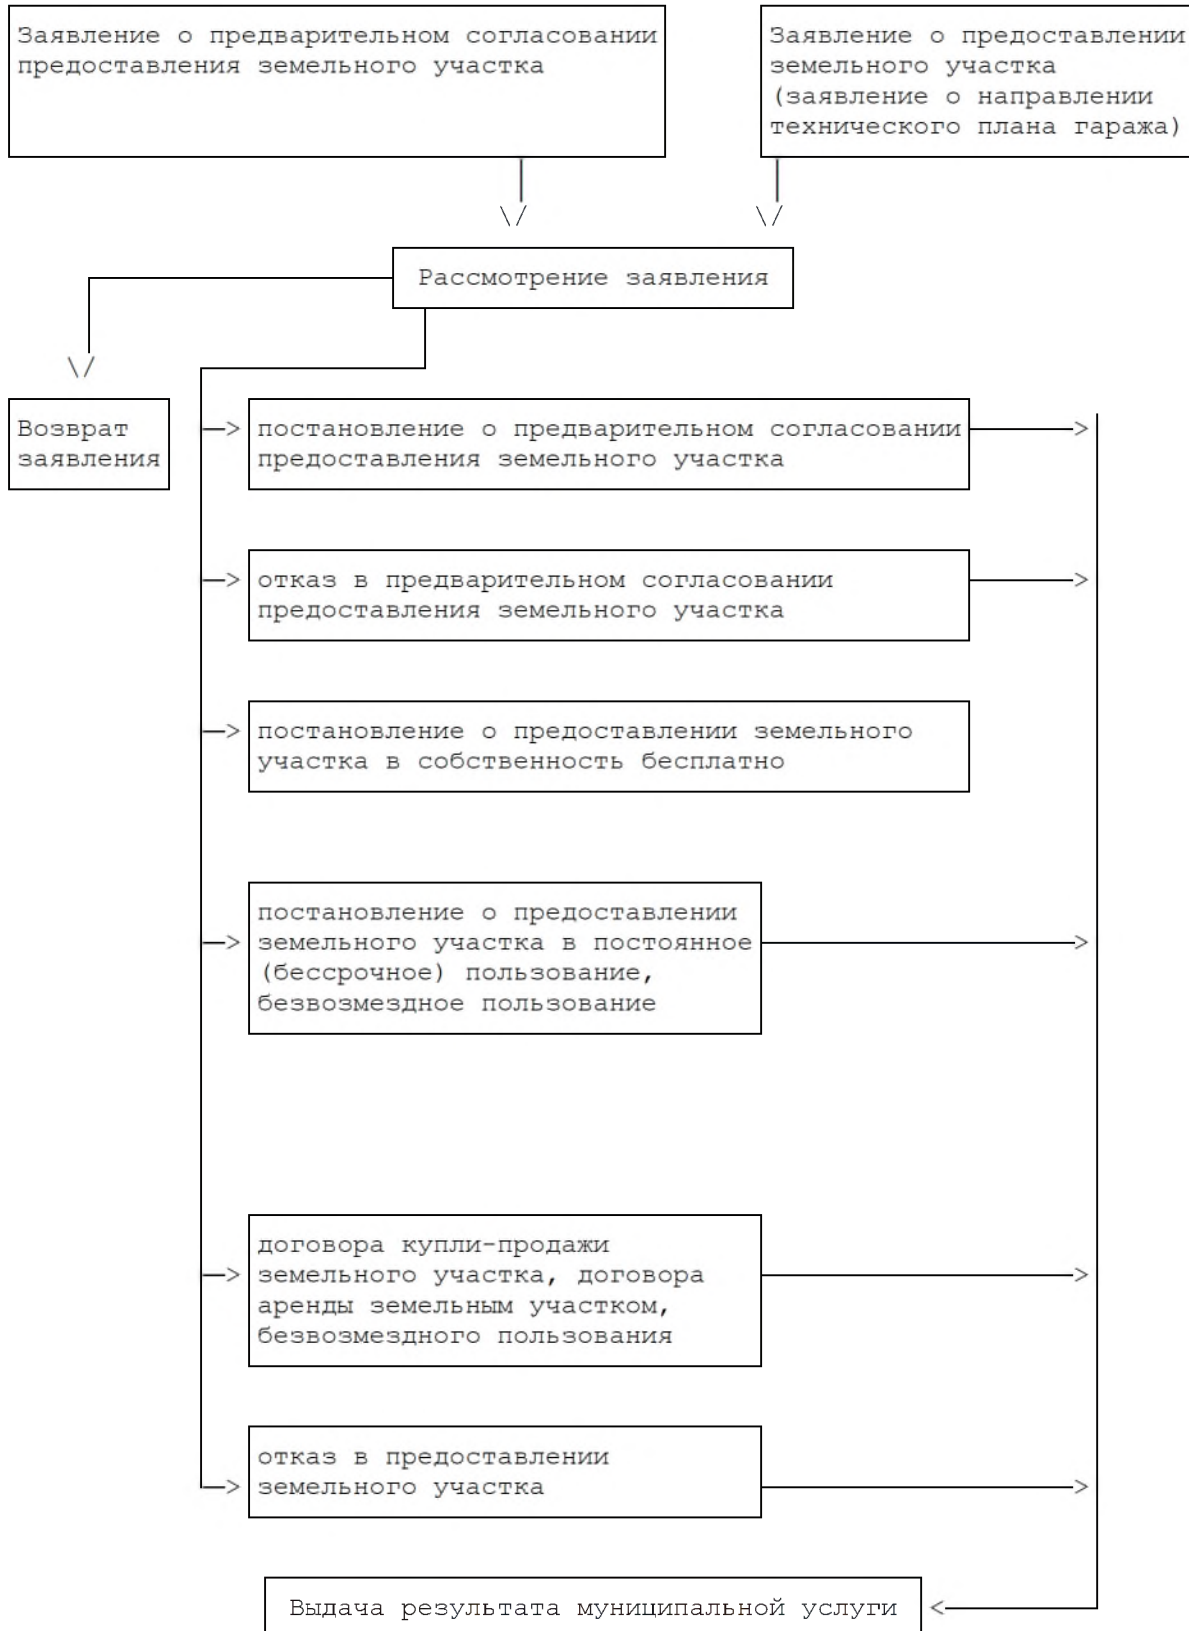 Заявление о предварительном согласовании
предоставления земельного участка
Заявление о предоставлении
земельного участка
(заявление о направлении
технического плана гаража)
Рассмотрение заявления
Возврат
заявления
постановление о предварительном согласовании
предоставления земельного участка
отказ в предварительном согласовании
предоставления земельного участка
постановление о предоставлении земельного
участка в собственность бесплатно
постановление о предоставлении
земельного участка в постоянное
(бессрочное) пользование,
безвозмездное пользование
договора купли-продажи
земельного участка, договора
аренды земельным участком,
безвозмездного пользования
отказ в предоставлении
земельного участка
Выдача результата муниципальной услуги